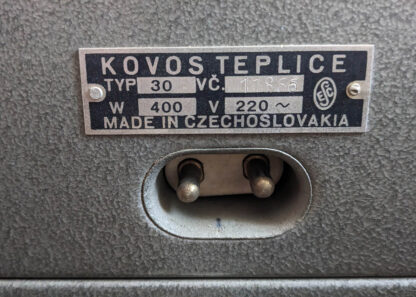 KOVOS TEPLICE
TYP 30 VČ.
W 400 V 220 ~
MADE IN CZECHOSLOVAKIA